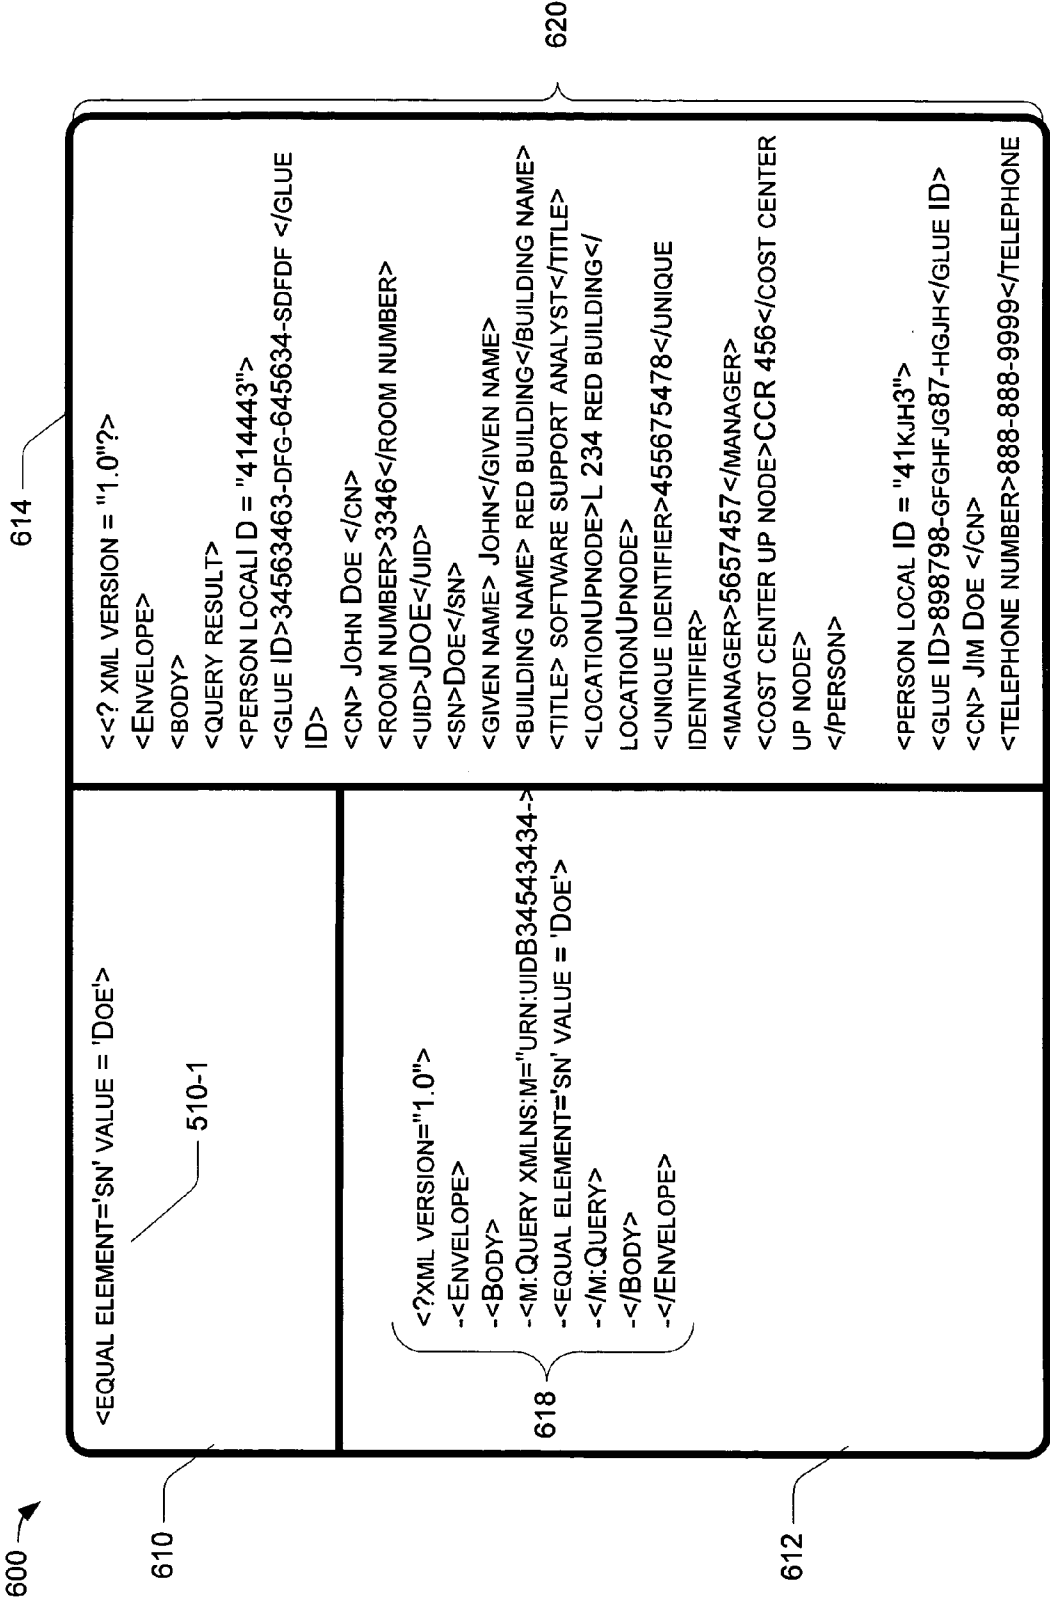 600
614
620
610
<EQUAL ELEMENT='SN' VALUE = 'DOE'>
510-1
612
618
<?XML VERSION="1.0">
-<ENVELOPE>
-<BODY>
-<M:QUERY XMLNS:M="URN:UIDB34543434->
-<EQUAL ELEMENT='SN' VALUE = 'DOE'>
-</M:QUERY>
-</BODY>
-</ENVELOPE>
<<? XML VERSION = "1.0"?>
<ENVELOPE>
<BODY>
<QUERY RESULT>
<PERSON LOCALI D = "414443">
<GLUE ID>34563463-DFG-645634-SDFDF </GLUE
ID>
<CN> JOHN DOE </CN>
<ROOM NUMBER>3346</ROOM NUMBER>
<UID>JDOE</UID>
<SN>DOE</SN>
<GIVEN NAME> JOHN</GIVEN NAME>
<BUILDING NAME> RED BUILDING</BUILDING NAME>
<TITLE> SOFTWARE SUPPORT ANALYST</TITLE>
<LOCATIONUPNODE>L 234 RED BUILDING</
LOCATIONUPNODE>
<UNIQUE IDENTIFIER>455675478</UNIQUE
IDENTIFIER>
<MANAGER>5657457</MANAGER>
<COST CENTER UP NODE>CCR 456</COST CENTER
UP NODE>
</PERSON>
<PERSON LOCAL ID = "41KJH3">
<GLUE ID>898798-GFGHFJG87-HGJH</GLUE ID>
<CN> JIM DOE </CN>
<TELEPHONE NUMBER>888-888-9999</TELEPHONE